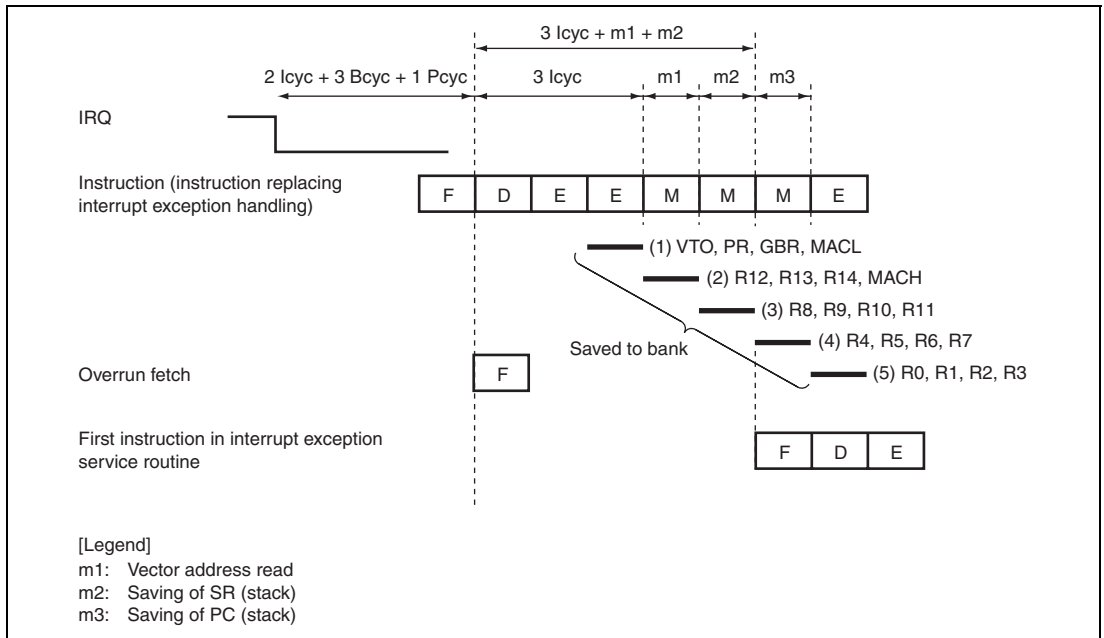 3 Icyc + m1 + m2
2 Icyc + 3 Bcyc + 1 Pcyc
3 Icyc
m1
m2
m3
IRQ
Instruction (instruction replacing
interrupt exception handling)
F D E E M M M E
(1) VTO, PR, GBR, MACL
(2) R12, R13, R14, MACH
(3) R8, R9, R10, R11
(4) R4, R5, R6, R7
Saved to bank
(5) R0, R1, R2, R3
Overrun fetch
F
First instruction in interrupt exception
service routine
F D E
[Legend]
m1: Vector address read
m2: Saving of SR (stack)
m3: Saving of PC (stack)